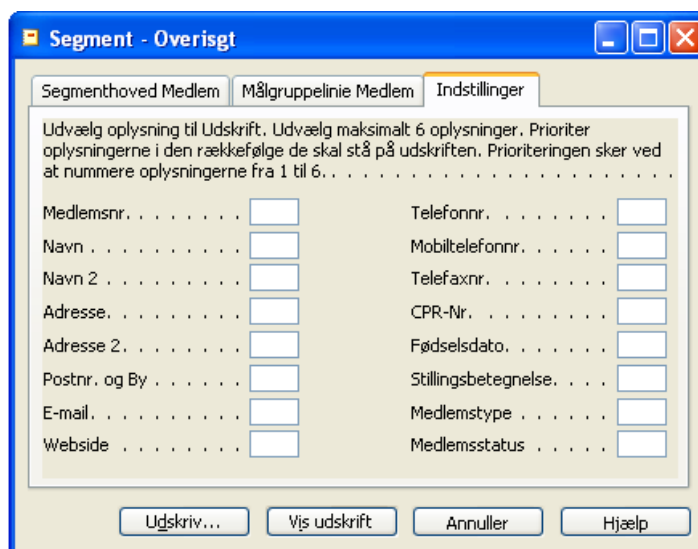 Segment - Overisgt
Segmenthoved Medlem Målgruppelinie Medlem Indstillinger
Udvælg oplysning til Udskrift. Udvælg maksimalt 6 oplysninger. Prioriter
oplysningerne i den rækkefølge de skal stå på udskriften. Prioriteringen sker ved
at nummere oplysningerne fra 1 til 6. . . . . . . . . . . . . . . . . . . . . . . .
Medlemsnr. . . . . . . . . Telefonnr. . . . . . . .
Navn . . . . . . . . . . Mobiltelefonnr. . . . . .
Navn 2 . . . . . . . . . Telefaxnr. . . . . . . .
Adresse. . . . . . . . . . CPR-Nr. . . . . . . . .
Adresse 2. . . . . . . . . Fødselsdato. . . . . . .
Postnr. og By . . . . . . Stillingsbetegnelse. . . .
E-mail. . . . . . . . . . Medlemstype . . . . . .
Webside . . . . . . . . Medlemsstatus . . . . .
Udskriv... Vis udskrift Annuller Hjælp